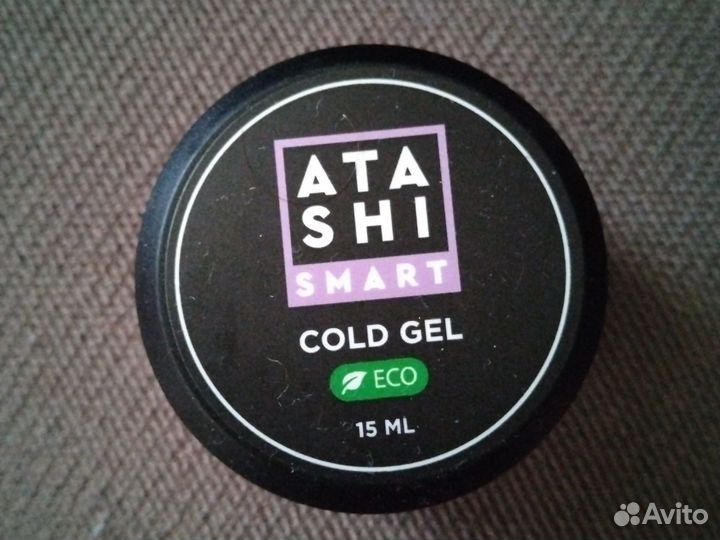 ATA
SHI
SMART
COLD GEL
ECO
15 ML
Avito